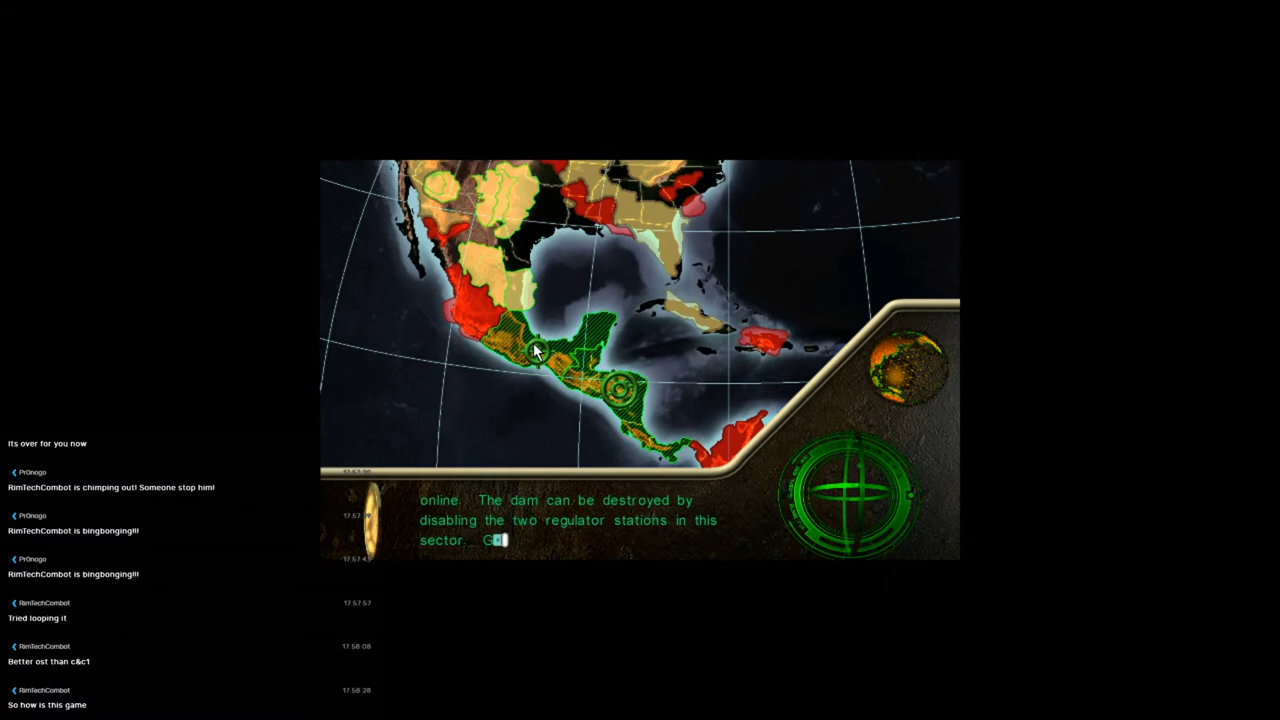 Its over for you now
Pr0nogo
RimTechCombot is chimping out! Someone stop him!
Pr0nogo
RimTechCombot is bingbonging!!!
Pr0nogo
RimTechCombot is bingbonging!!!
RimTechCombot 17:57:57
Tried looping it
RimTechCombot 17:58:08
Better ost than c&c1
RimTechCombot 17:58:28
So how is this game
online. The dam can be destroyed by
disabling the two regulator stations in this
sector. G